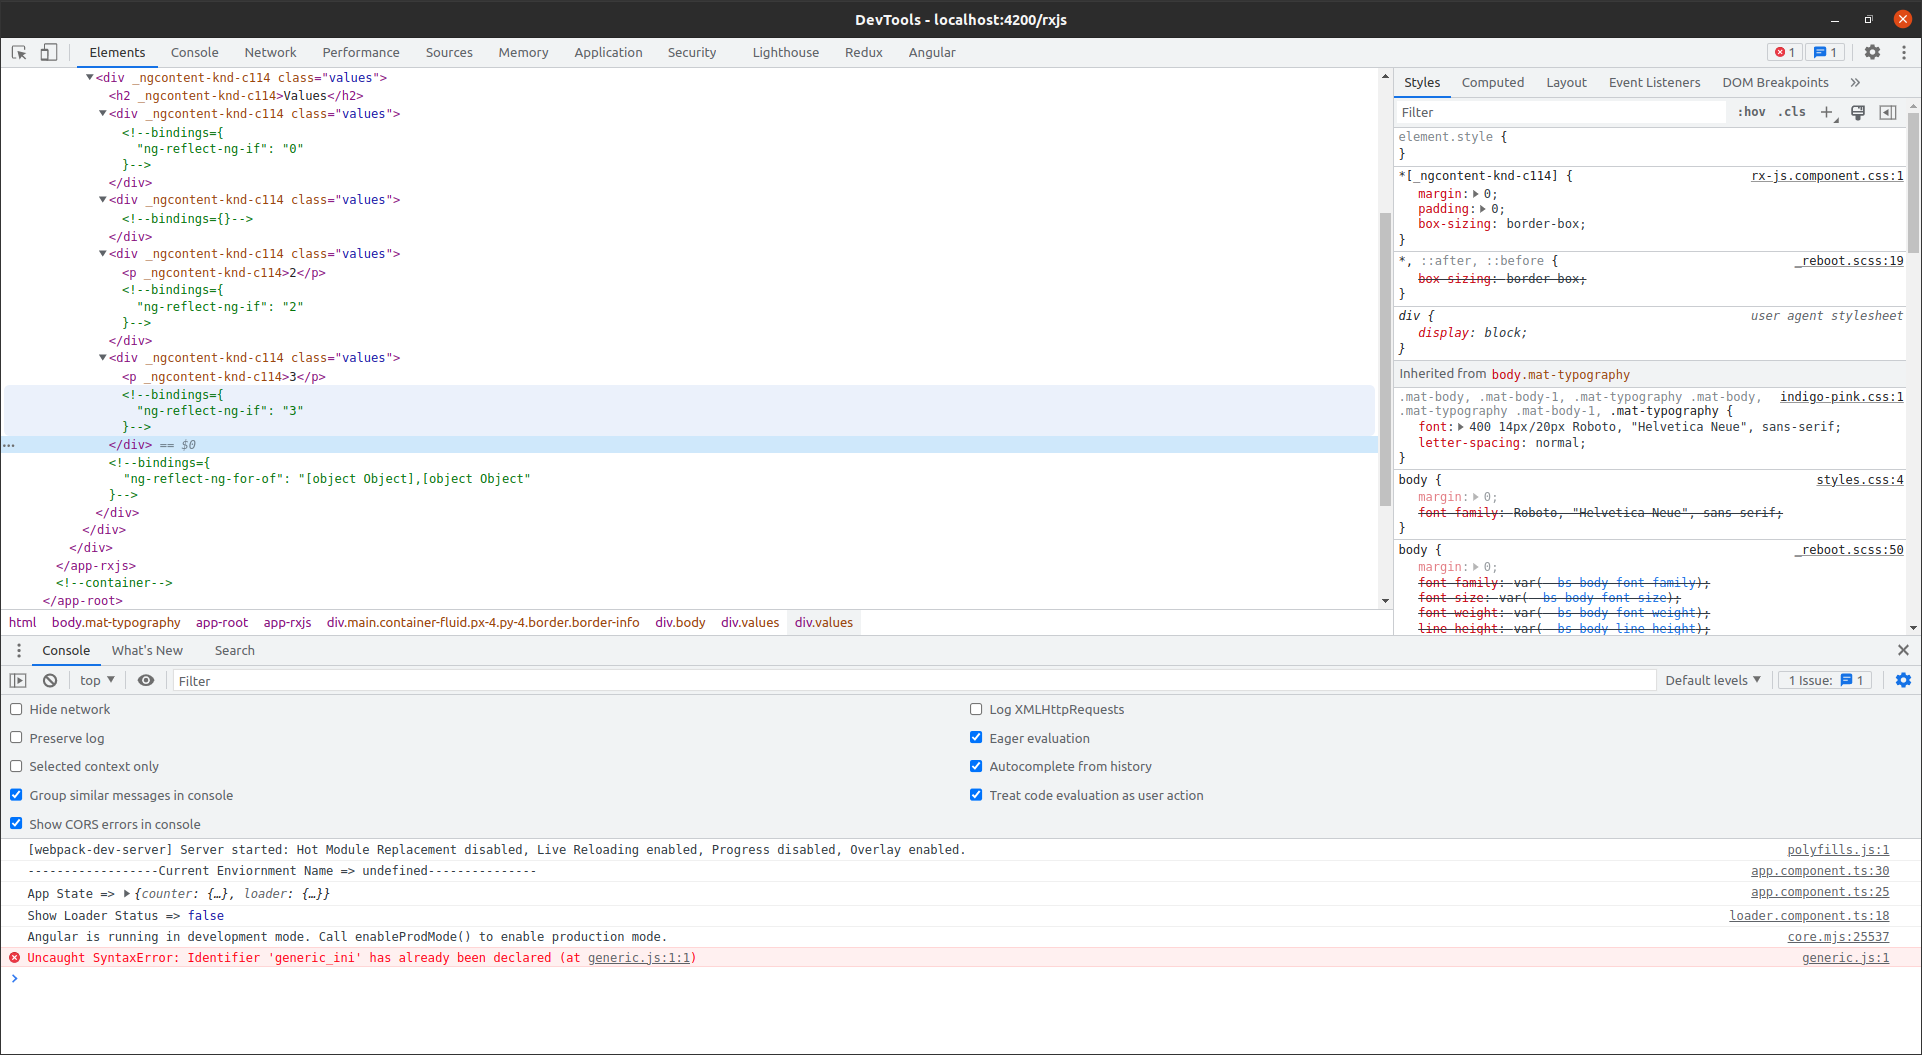 DevTools - localhost:4200/rxjs
Elements Console Network Performance Sources Memory Application Security Lighthouse Redux Angular 1 1
<div _ngcontent-knd-c114 class="values">
<h2 _ngcontent-knd-c114>Values</h2>
<div _ngcontent-knd-c114 class="values">
<!--bindings={
"ng-reflect-ng-if": "0"
}-->
</div>
<div _ngcontent-knd-c114 class="values">
<!--bindings={}-->
</div>
<div _ngcontent-knd-c114 class="values">
<p _ngcontent-knd-c114>2</p>
<!--bindings={
"ng-reflect-ng-if": "2"
}-->
</div>
<div _ngcontent-knd-c114 class="values">
<p _ngcontent-knd-c114>3</p>
<!--bindings={
"ng-reflect-ng-if": "3"
}-->
</div> == $0
<!--bindings={
"ng-reflect-ng-for-of": "[object Object],[object Object"
}-->
</div>
</div>
</div>
</app-rxjs>
<!--container-->
</app-root>
html body.mat-typography app-root app-rxjs div.main.container-fluid.px-4.py-4.border.border-info div.body div.values div.values
Styles Computed Layout Event Listeners DOM Breakpoints
Filter :hov .cls
element.style {
}
*[_ngcontent-knd-c114] { rx-js.component.css:1
margin: 0;
padding: 0;
box-sizing: border-box;
}
*, ::after, ::before { _reboot.scss:19
box-sizing: border-box;
}
div { user agent stylesheet
display: block;
}
Inherited from body.mat-typography
.mat-body, .mat-body-1, .mat-typography .mat-body, indigo-pink.css:1
.mat-typography .mat-body-1, .mat-typography {
font: 400 14px/20px Roboto, "Helvetica Neue", sans-serif;
letter-spacing: normal;
}
body { styles.css:4
margin: 0;
font-family: Roboto, "Helvetica Neue", sans-serif;
}
body { _reboot.scss:50
margin: 0;
font-family: var(--bs-body-font-family);
font-size: var(--bs-body-font-size);
font-weight: var(--bs-body-font-weight);
line-height: var(--bs-body-line-height);
Console What's New Search
top Filter Default levels 1 Issue: 1
Hide network
Log XMLHttpRequests
Preserve log
Eager evaluation
Selected context only
Autocomplete from history
Group similar messages in console
Treat code evaluation as user action
Show CORS errors in console
[webpack-dev-server] Server started: Hot Module Replacement disabled, Live Reloading enabled, Progress disabled, Overlay enabled. polyfills.js:1
------------------Current Enviornment Name => undefined--------------- app.component.ts:30
App State => {counter: {…}, loader: {…}} app.component.ts:25
Show Loader Status => false loader.component.ts:18
Angular is running in development mode. Call enableProdMode() to enable production mode. core.mjs:25537
Uncaught SyntaxError: Identifier 'generic_ini' has already been declared (at generic.js:1:1) generic.js:1